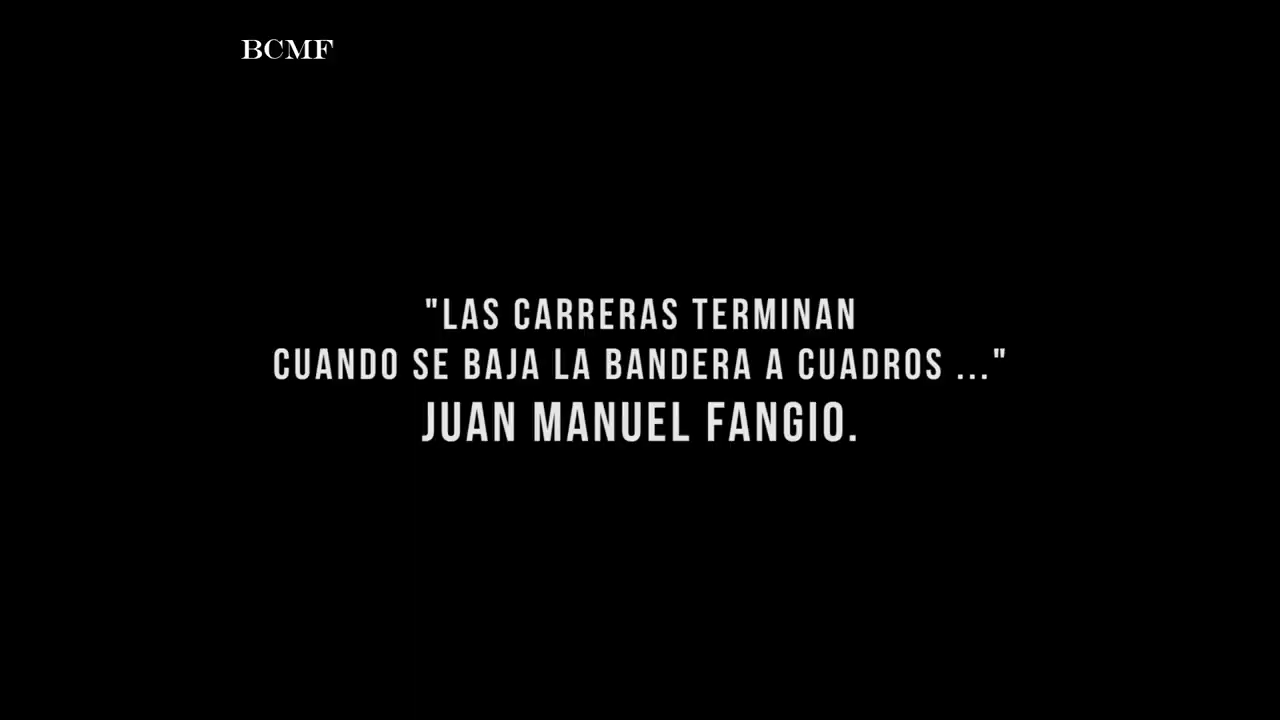 BCMF
"LAS CARRERAS TERMINAN
CUANDO SE BAJA LA BANDERA A CUADROS ..."
JUAN MANUEL FANGIO.